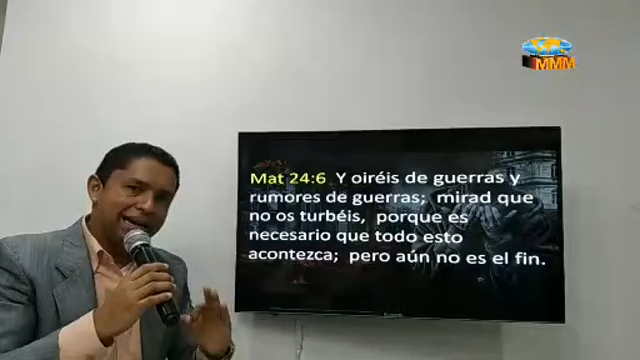 MMM
Mat 24:6 Y oiréis de guerras y
rumores de guerras; mirad que
no os turbéis, porque es
necesario que todo esto
acontezca; pero aún no es el fin.